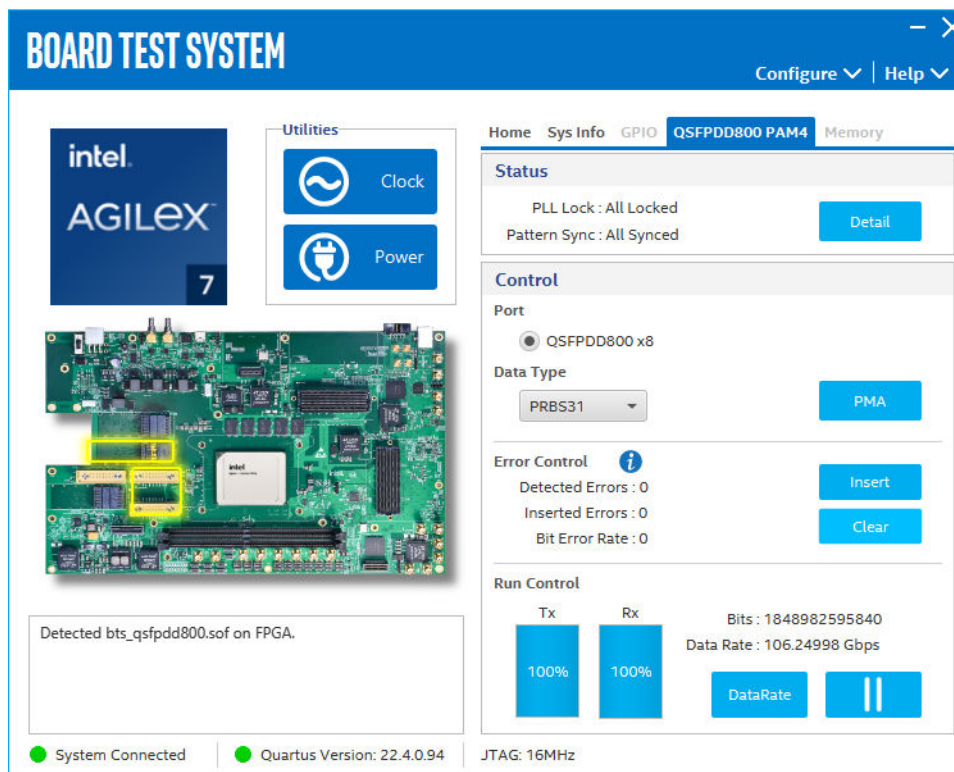 BOARD TEST SYSTEM
Configure
Help
intel.
AGILEX
7
Utilities
Clock
Power
Home Sys Info GPIO QSFPDD800 PAM4 Memory
Status
PLL Lock : All Locked
Pattern Sync : All Synced
Detail
Control
Port
QSFPDD800 x8
Data Type
PRBS31
PMA
Error Control
Detected Errors : 0
Inserted Errors : 0
Bit Error Rate : 0
Insert
Clear
Run Control
Tx Rx
100% 100%
Bits : 1848982595840
Data Rate : 106.24998 Gbps
DataRate
intel
Detected bts_qsfpdd800.sof on FPGA.
System Connected
Quartus Version: 22.4.0.94
JTAG: 16MHz